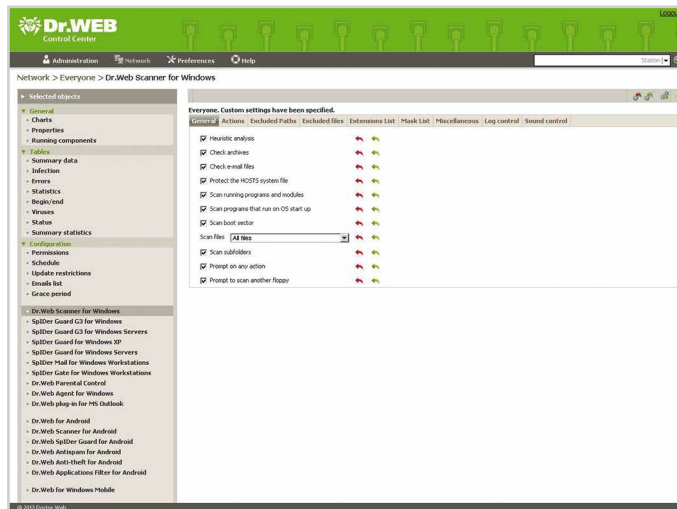 Dr.WEB
Control Center
Logou
Administration Network Preferences Help
Station
Network > Everyone > Dr.Web Scanner for Windows
Selected objects
General
Charts
Properties
Running components
Tables
Summary data
Infection
Errors
Statistics
Begin/end
Viruses
Status
Summary statistics
Configuration
Permissions
Schedule
Update restrictions
Emails list
Grace period
Dr.Web Scanner for Windows
SpIDer Guard G3 for Windows
SpIDer Guard G3 for Windows Servers
SpIDer Guard for Windows XP
SpIDer Guard for Windows Servers
SpIDer Mail for Windows Workstations
SpIDer Gate for Windows Workstations
Dr.Web Parental Control
Dr.Web Agent for Windows
Dr.Web plug-in for MS Outlook
Dr.Web for Android
Dr.Web Scanner for Android
Dr.Web SpIDer Guard for Android
Dr.Web Antispam for Android
Dr.Web Anti-theft for Android
Dr.Web Applications Filter for Android
Dr.Web for Windows Mobile
Everyone. Custom settings have been specified.
General Actions Excluded Paths Excluded files Extensions List Mask List Miscellaneous Log control Sound control
Heuristic analysis
Check archives
Check e-mail files
Protect the HOSTS system file
Scan running programs and modules
Scan programs that run on OS start up
Scan boot sector
Scan files All files
Scan subfolders
Prompt on any action
Prompt to scan another floppy
© 2013 Doctor Web